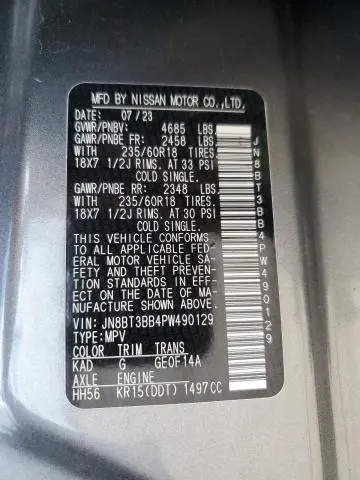 MFD BY NISSAN MOTOR CO.,LTD.
DATE: 07/23
GVWR/PNBV: 4685 LBS.
GAWR/PNBE FR: 2458 LBS.
WITH 235/60R18 TIRES.
18X7 1/2J RIMS. AT 33 PSI
COLD SINGLE.
GAWR/PNBE RR: 2348 LBS.
WITH 235/60R18 TIRES.
18X7 1/2J RIMS. AT 30 PSI
COLD SINGLE.
THIS VEHICLE CONFORMS
TO ALL APPLICABLE FED-
ERAL MOTOR VEHICLE SA-
FETY AND THEFT PREVEN-
TION STANDARDS IN EFF-
ECT ON THE DATE OF MA-
NUFACTURE SHOWN ABOVE.
VIN:JN8BT3BB4PW490129
TYPE:MPV
COLOR TRIM TRANS
KAD G GE0F14A
AXLE ENGINE
HH56 KR15(DDT) 1497CC
JN8BT3BB4PW490129